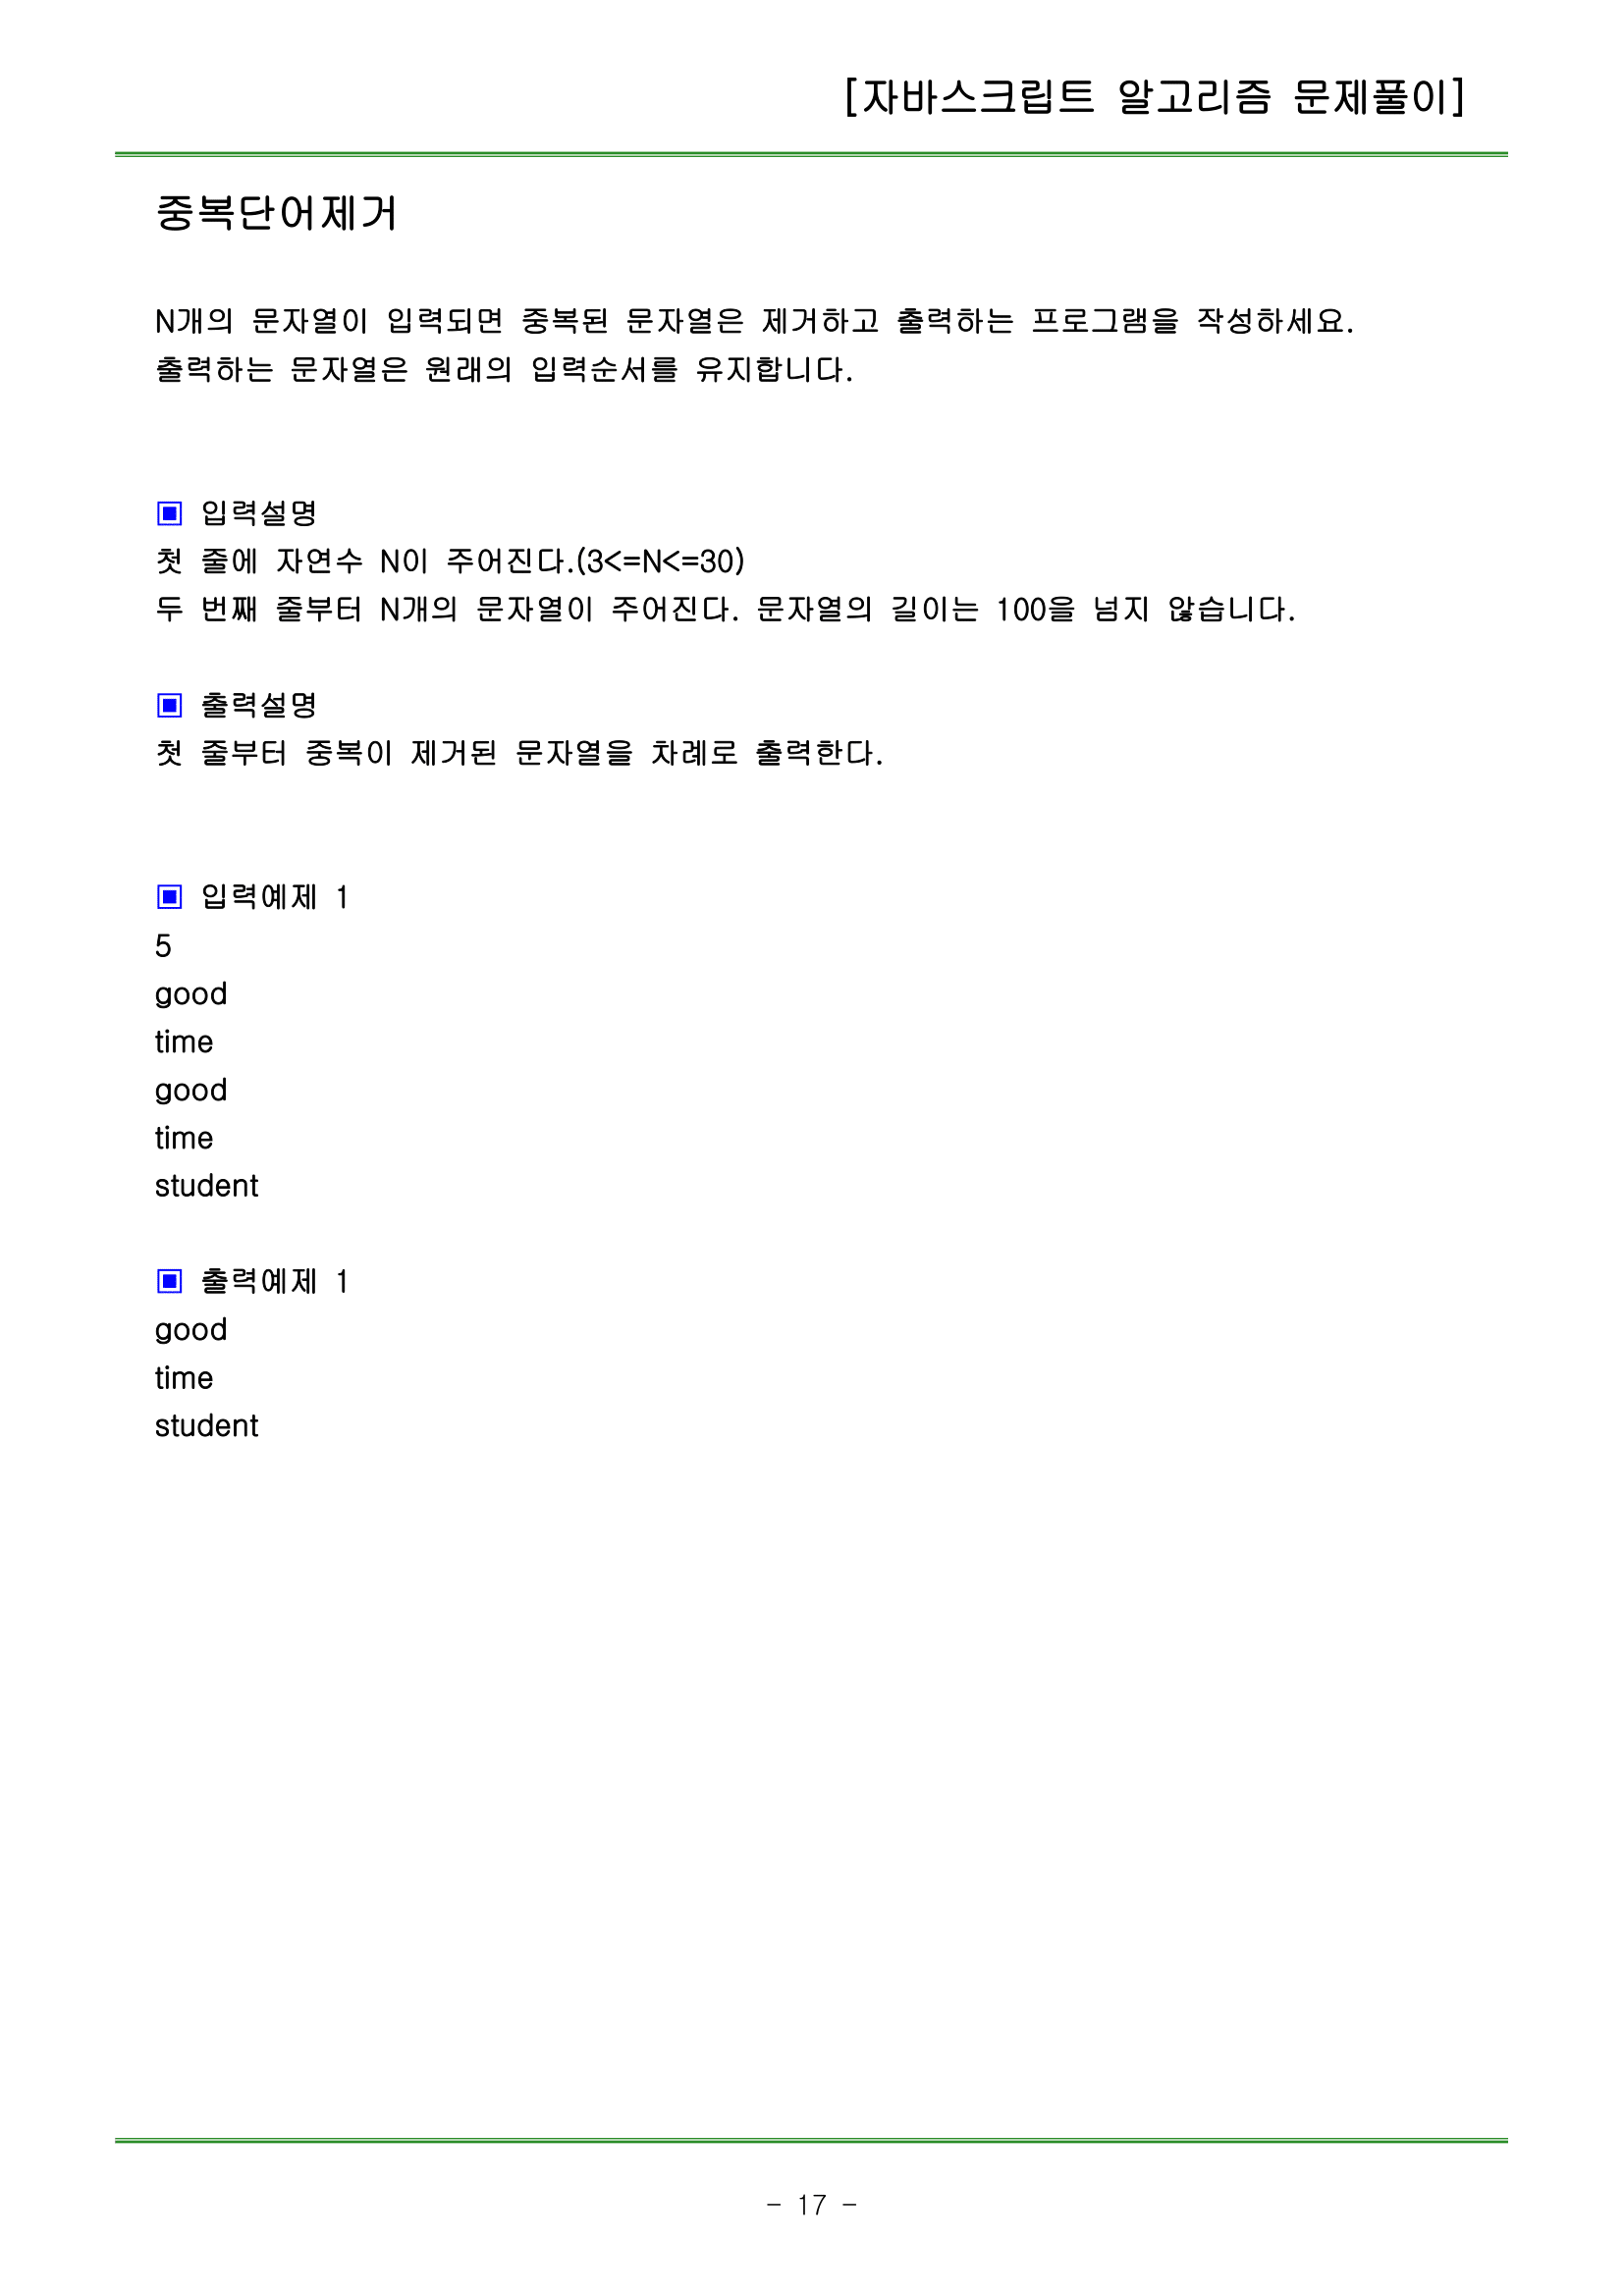 [자바스크립트 알고리즘 문제풀이]
중복단어제거
N개의 문자열이 입력되면 중복된 문자열은 제거하고 출력하는 프로그램을 작성하세요.
출력하는 문자열은 원래의 입력순서를 유지합니다.
▣ 입력설명
첫 줄에 자연수 N이 주어진다.(3<=N<=30)
두 번째 줄부터 N개의 문자열이 주어진다. 문자열의 길이는 100을 넘지 않습니다.
▣ 출력설명
첫 줄부터 중복이 제거된 문자열을 차례로 출력한다.
▣ 입력예제 1
5
good
time
good
time
student
▣ 출력예제 1
good
time
student
- 17 -